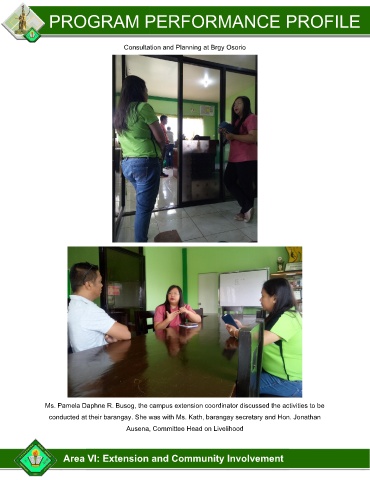 PROGRAM PERFORMANCE PROFILE
Consultation and Planning at Brgy Osorio
Ms. Pamela Daphne R. Busog, the campus extension coordinator discussed the activities to be
conducted at their barangay. She was with Ms. Kath, barangay secretary and Hon. Jonathan
Ausena, Committee Head on Livelihood
Area VI: Extension and Community Involvement